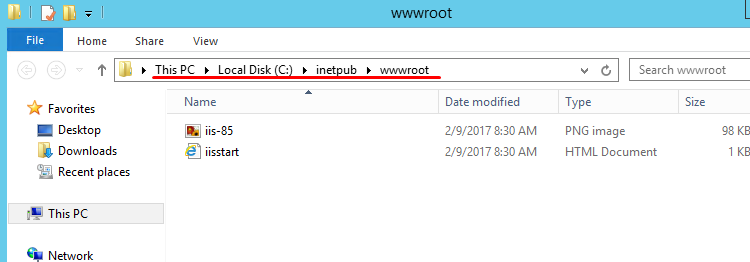 wwwroot
File Home Share View
This PC Local Disk (C:) inetpub wwwroot Search wwwroot
Name Date modified Type Size
Favorites
Desktop
Downloads
Recent places
This PC
Network
iis-85 2/9/2017 8:30 AM PNG image 98 KB
iisstart 2/9/2017 8:30 AM HTML Document 1 KB